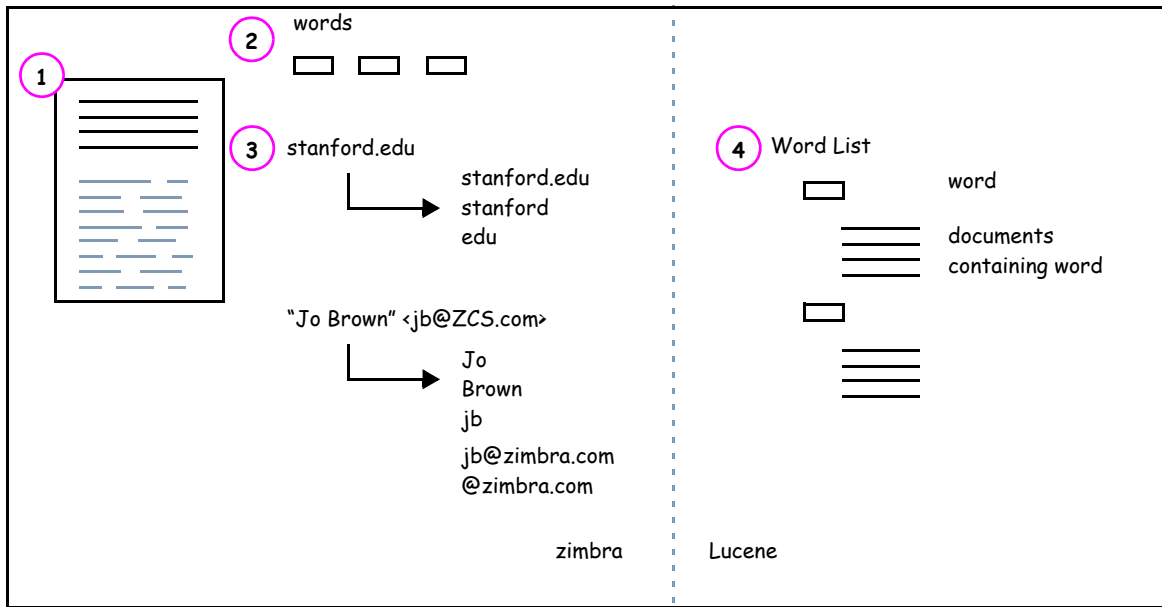 1
2
words
3
stanford.edu
stanford.edu
stanford
edu
“Jo Brown” <jb@ZCS.com>
Jo
Brown
jb
jb@zimbra.com
@zimbra.com
zimbra
4
Word List
word
documents
containing word
Lucene